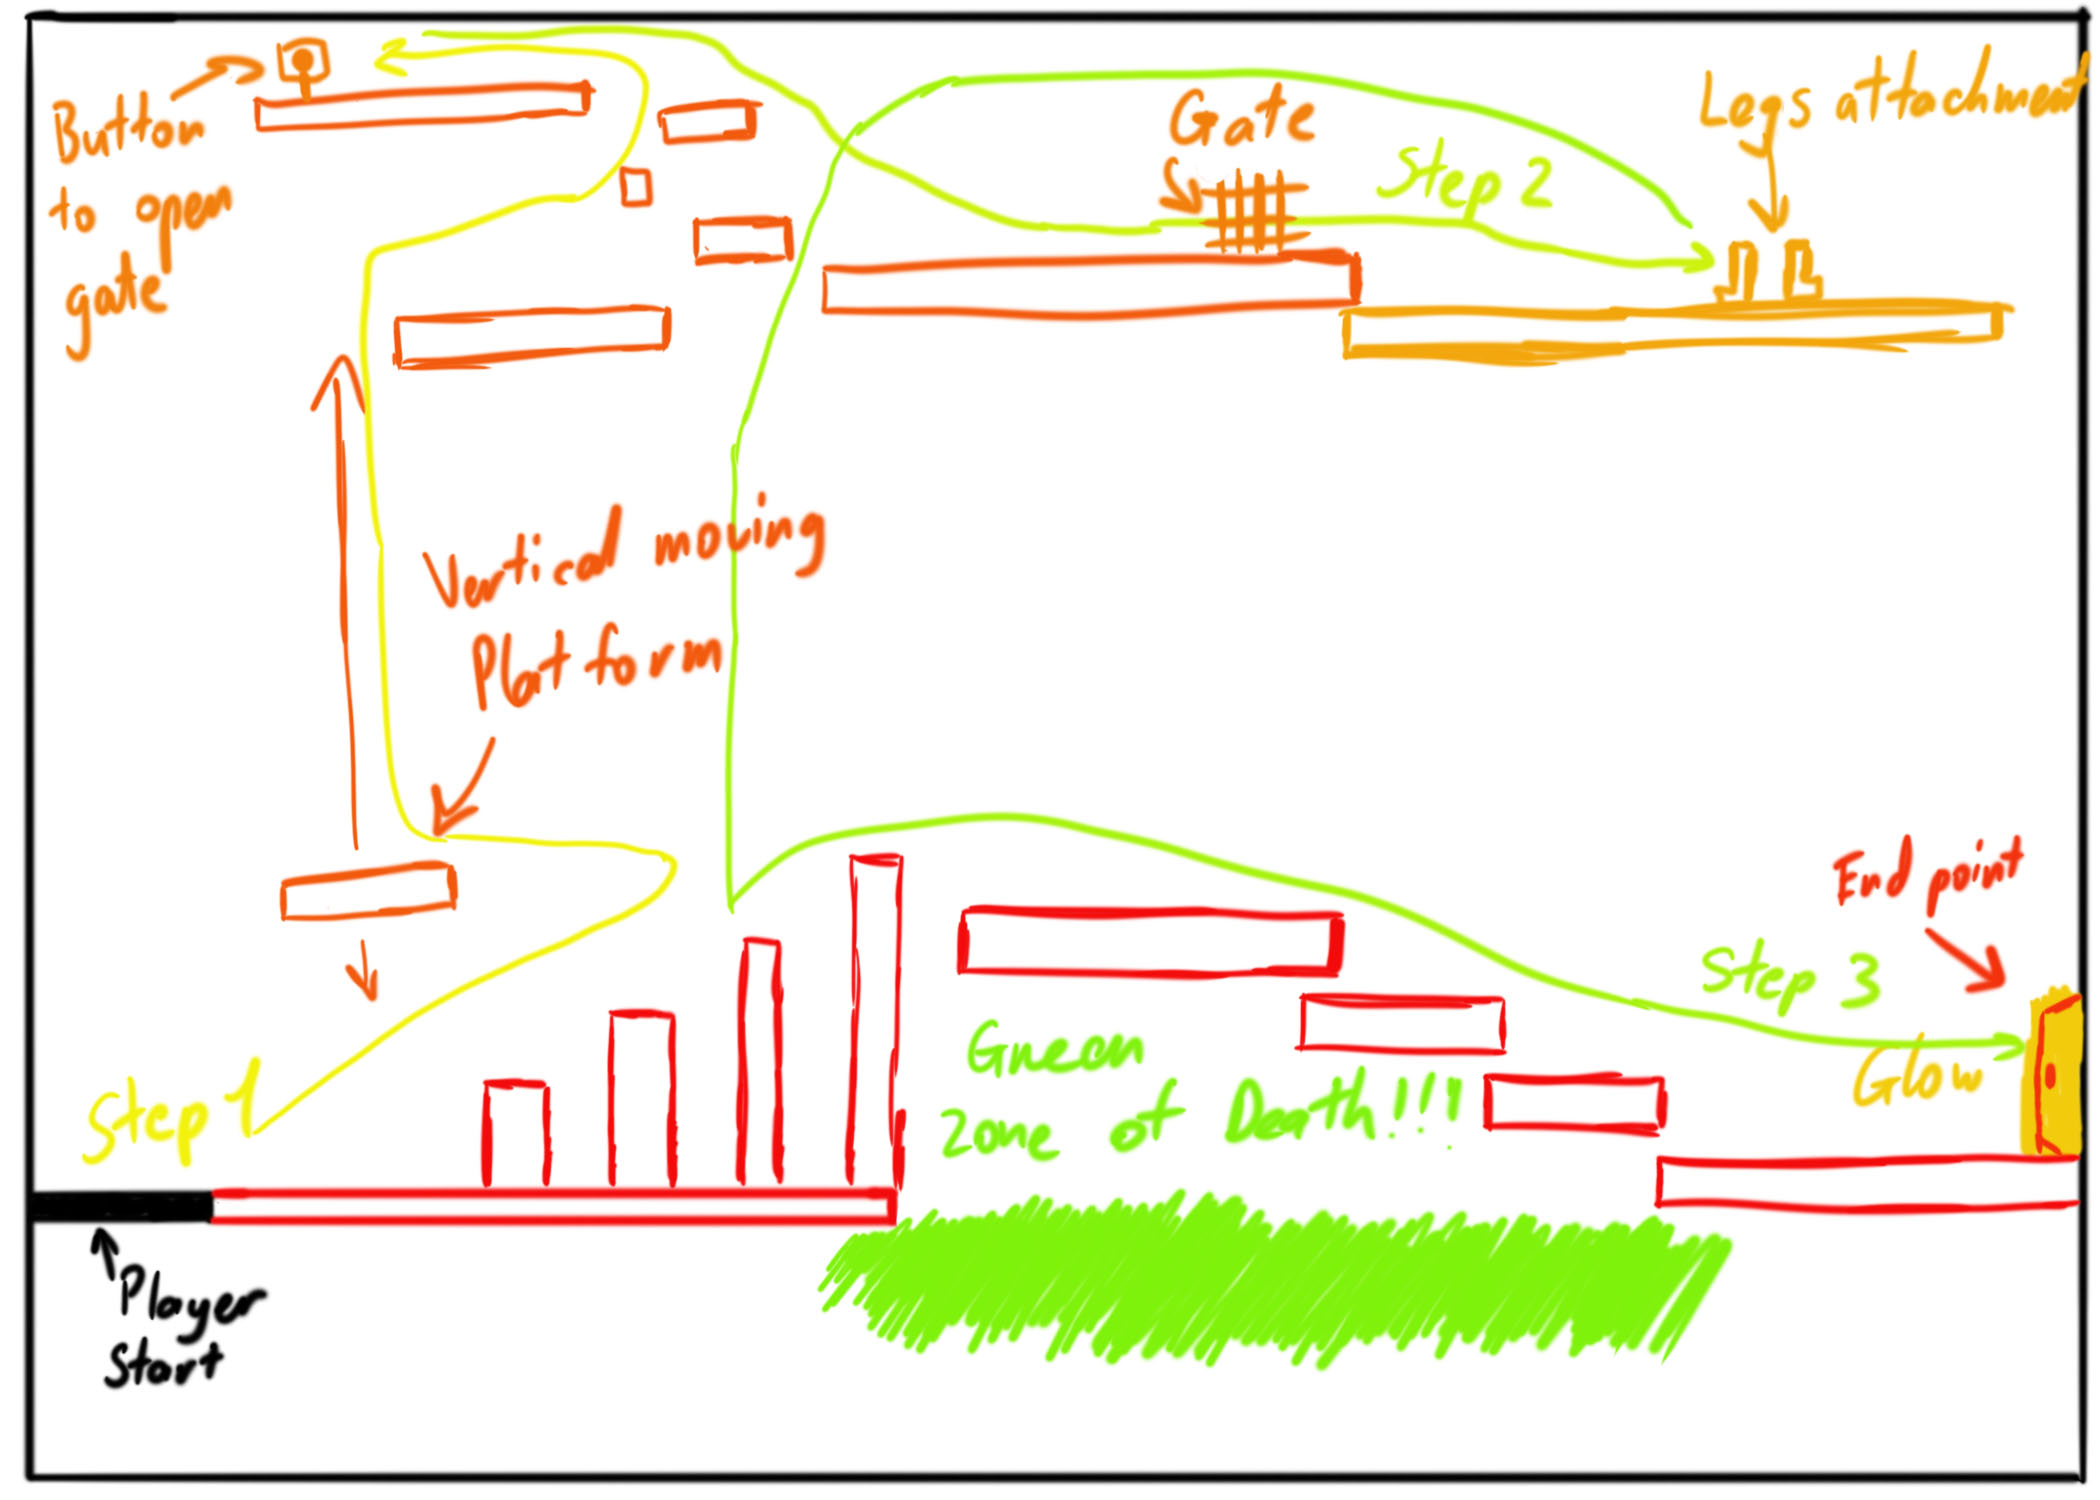 Button
to open
gate
Gate
Step 2
Legs attachment
Vertical moving
Platform
Step 1
Player
Start
Green
zone of Death!!!
End point
Step 3
Glow